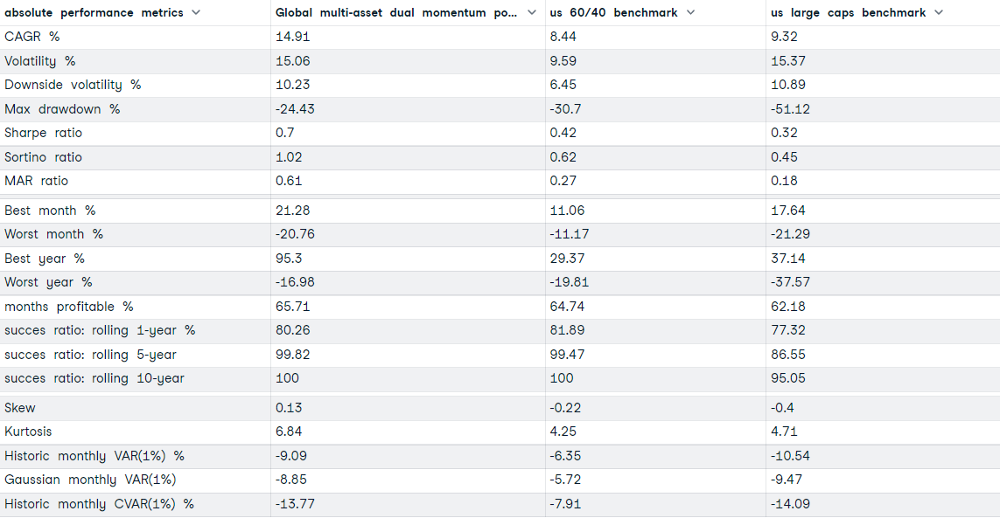 absolute performance metrics Global multi-asset dual momentum po... us 60/40 benchmark us large caps benchmark
CAGR % 14.91 8.44 9.32
Volatility % 15.06 9.59 15.37
Downside volatility % 10.23 6.45 10.89
Max drawdown % -24.43 -30.7 -51.12
Sharpe ratio 0.7 0.42 0.32
Sortino ratio 1.02 0.62 0.45
MAR ratio 0.61 0.27 0.18
Best month % 21.28 11.06 17.64
Worst month % -20.76 -11.17 -21.29
Best year % 95.3 29.37 37.14
Worst year % -16.98 -19.81 -37.57
months profitable % 65.71 64.74 62.18
succes ratio: rolling 1-year % 80.26 81.89 77.32
succes ratio: rolling 5-year 99.82 99.47 86.55
succes ratio: rolling 10-year 100 100 95.05
Skew 0.13 -0.22 -0.4
Kurtosis 6.84 4.25 4.71
Historic monthly VAR(1%) % -9.09 -6.35 -10.54
Gaussian monthly VAR(1%) -8.85 -5.72 -9.47
Historic monthly CVAR(1%) % -13.77 -7.91 -14.09